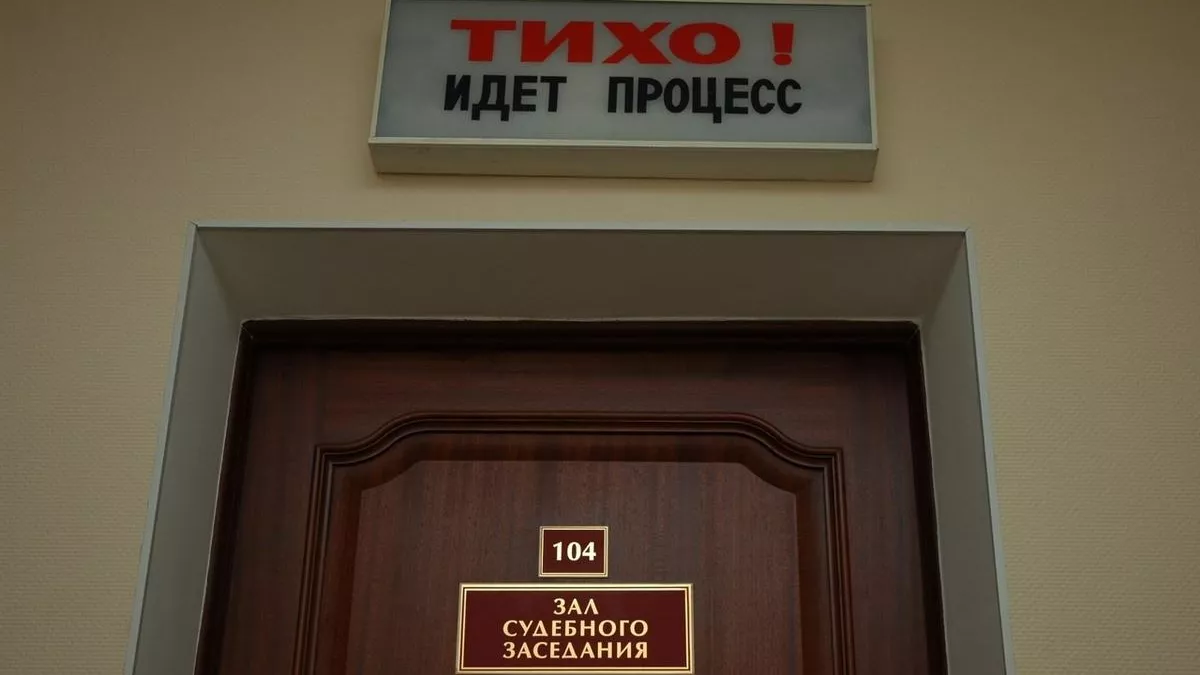 ТИХО !
ИДЕТ ПРОЦЕСС
104
ЗАЛ
СУДЕБНОГО
ЗАСЕДАНИЯ